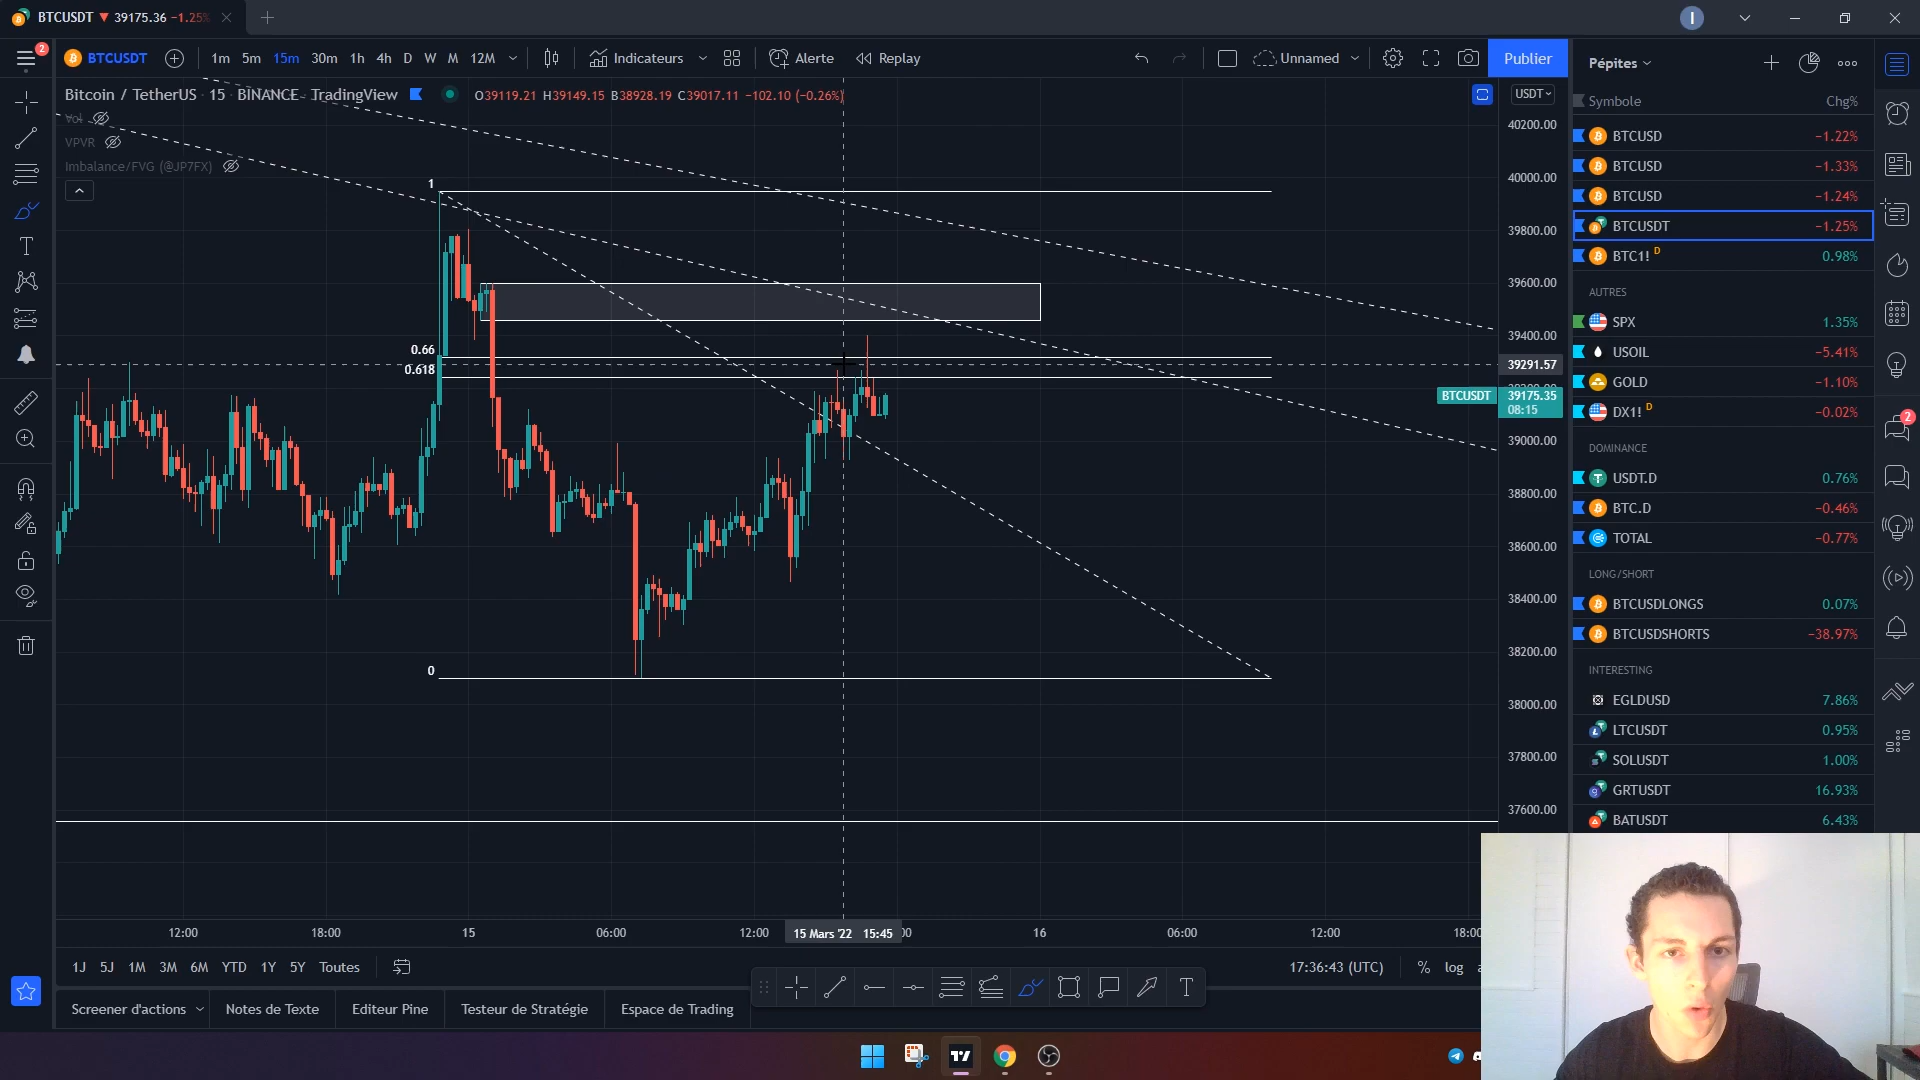 BTCUSDT ▼ 39175.36 −1.25%
I
2
BTCUSDT 1m 5m 15m 30m 1h 4h D W M 12M Indicateurs Alerte Replay Unnamed Publier
Bitcoin / TetherUS · 15 · BINANCE · TradingView O39119.21 H39149.15 B38928.19 C39017.11 −102.10 (−0.26%)
Vol
VPVR
Imbalance/FVG (@JP7FX)
1
0.66
0.618
0
USDT
40200.00
40000.00
39800.00
39600.00
39400.00
39291.57
BTCUSDT 39175.35
08:15
39000.00
38800.00
38600.00
38400.00
38200.00
38000.00
37800.00
37600.00
12:00 18:00 15 06:00 12:00 15 Mars '22 15:45 16 06:00 12:00 18:00
1J 5J 1M 3M 6M YTD 1Y 5Y Toutes 17:36:43 (UTC) % log
Screener d'actions Notes de Texte Editeur Pine Testeur de Stratégie Espace de Trading
Pépites
Symbole Chg%
BTCUSD −1.22%
BTCUSD −1.33%
BTCUSD −1.24%
BTCUSDT −1.25%
BTC1! D 0.98%
AUTRES
SPX 1.35%
USOIL −5.41%
GOLD −1.10%
DX1! D −0.02%
DOMINANCE
USDT.D 0.76%
BTC.D −0.46%
TOTAL −0.77%
LONG/SHORT
BTCUSDLONGS 0.07%
BTCUSDSHORTS −38.97%
INTERESTING
EGLDUSD 7.86%
LTCUSDT 0.95%
SOLUSDT 1.00%
GRTUSDT 16.93%
BATUSDT 6.43%
2